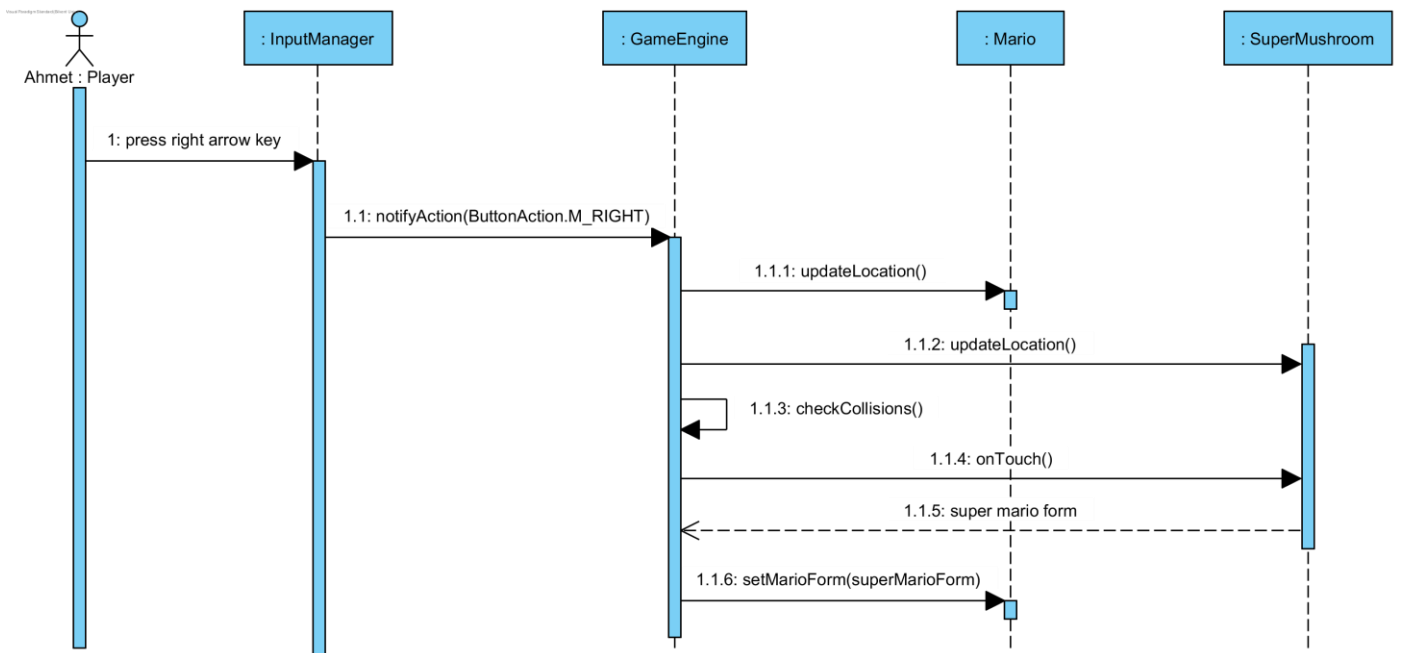 : InputManager
: GameEngine
: Mario
: SuperMushroom
Ahmet : Player
1: press right arrow key
1.1: notifyAction(ButtonAction.M_RIGHT)
1.1.1: updateLocation()
1.1.2: updateLocation()
1.1.3: checkCollisions()
1.1.4: onTouch()
1.1.5: super mario form
1.1.6: setMarioForm(superMarioForm)